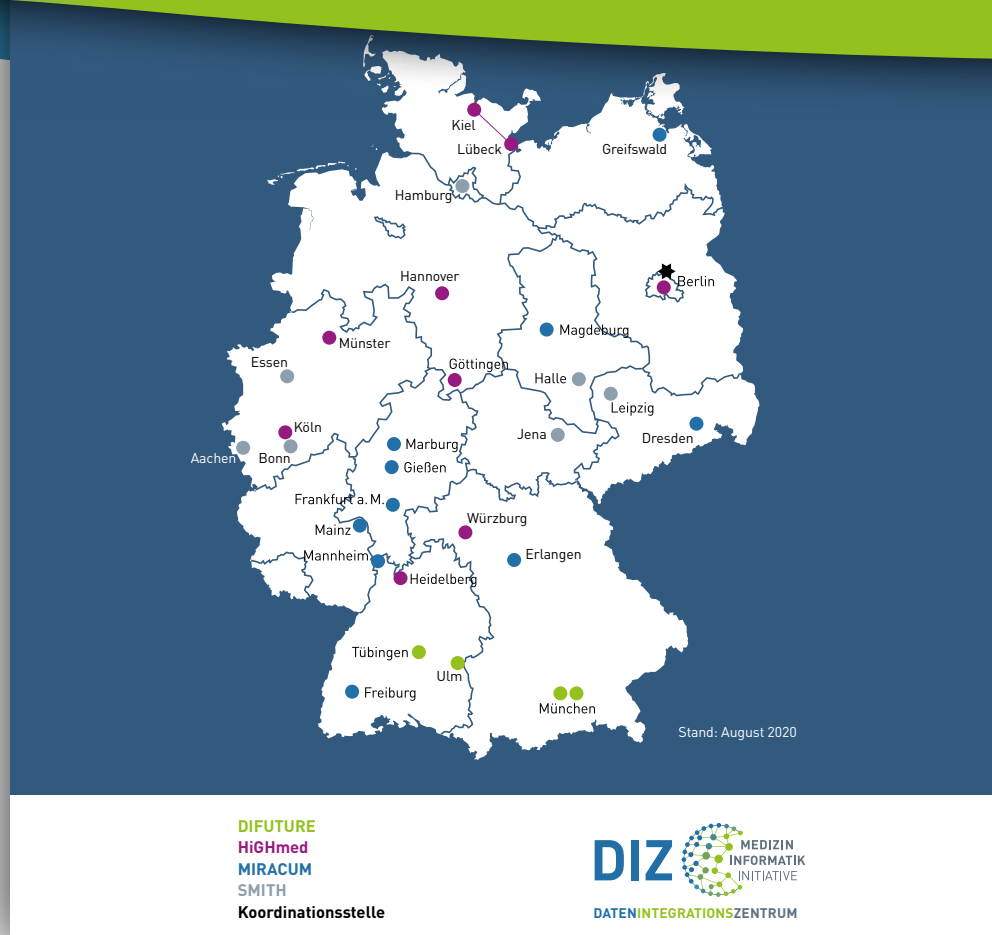 Kiel
Lübeck
Greifswald
Hamburg
Hannover
Berlin
Magdeburg
Münster
Essen
Göttingen
Halle
Leipzig
Köln
Jena
Dresden
Marburg
Aachen
Bonn
Gießen
Frankfurt a. M.
Würzburg
Mainz
Mannheim
Erlangen
Heidelberg
Tübingen
Ulm
Freiburg
München
Stand: August 2020
DIFUTURE
HiGHmed
MIRACUM
SMITH
Koordinationsstelle
DIZ
MEDIZIN
INFORMATIK
INITIATIVE
DATENINTEGRATIONSZENTRUM